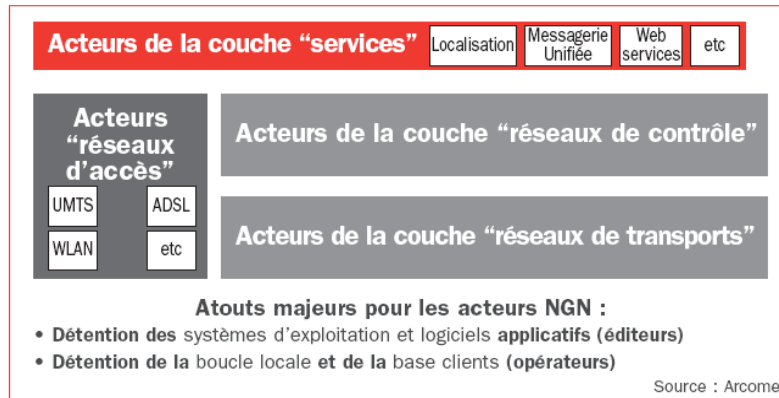 Acteurs de la couche “services”
Localisation
Messagerie
Unifiée
Web
services
etc
Acteurs
“réseaux
d’accès”
UMTS
ADSL
WLAN
etc
Acteurs de la couche “réseaux de contrôle”
Acteurs de la couche “réseaux de transports”
Atouts majeurs pour les acteurs NGN :
• Détention des systèmes d’exploitation et logiciels applicatifs (éditeurs)
• Détention de la boucle locale et de la base clients (opérateurs)
Source : Arcome